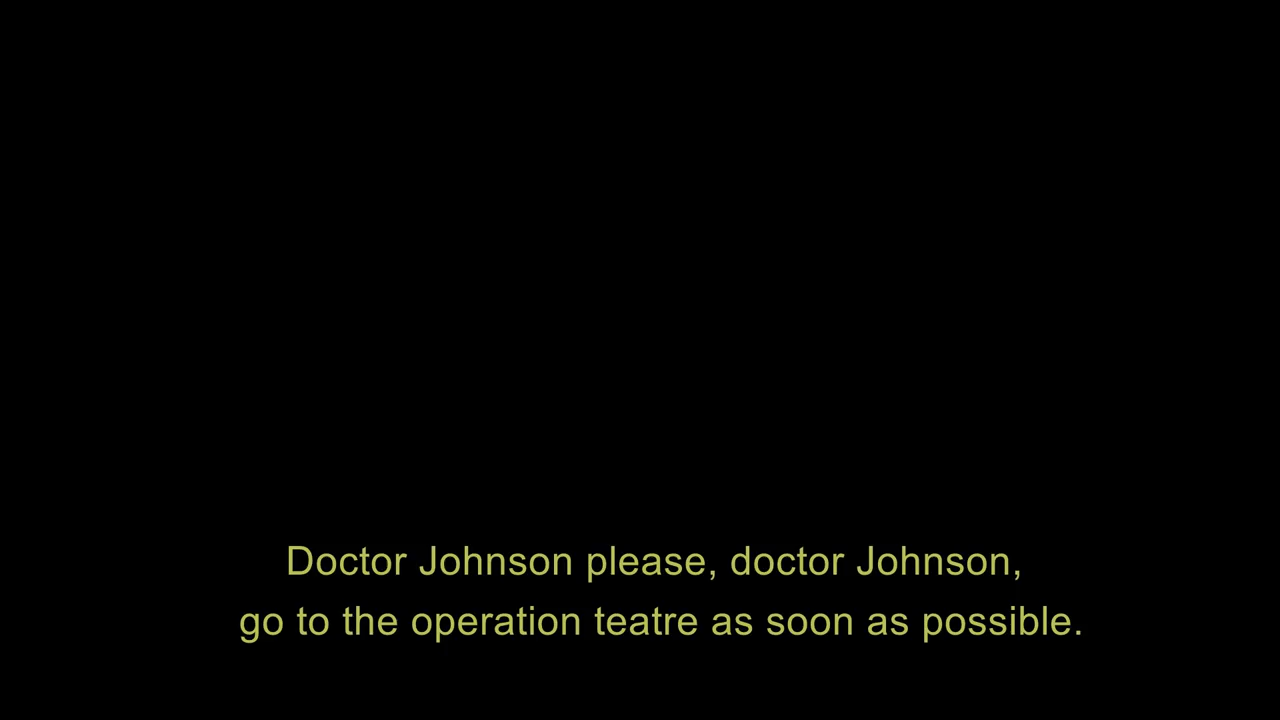 Doctor Johnson please, doctor Johnson,
go to the operation teatre as soon as possible.